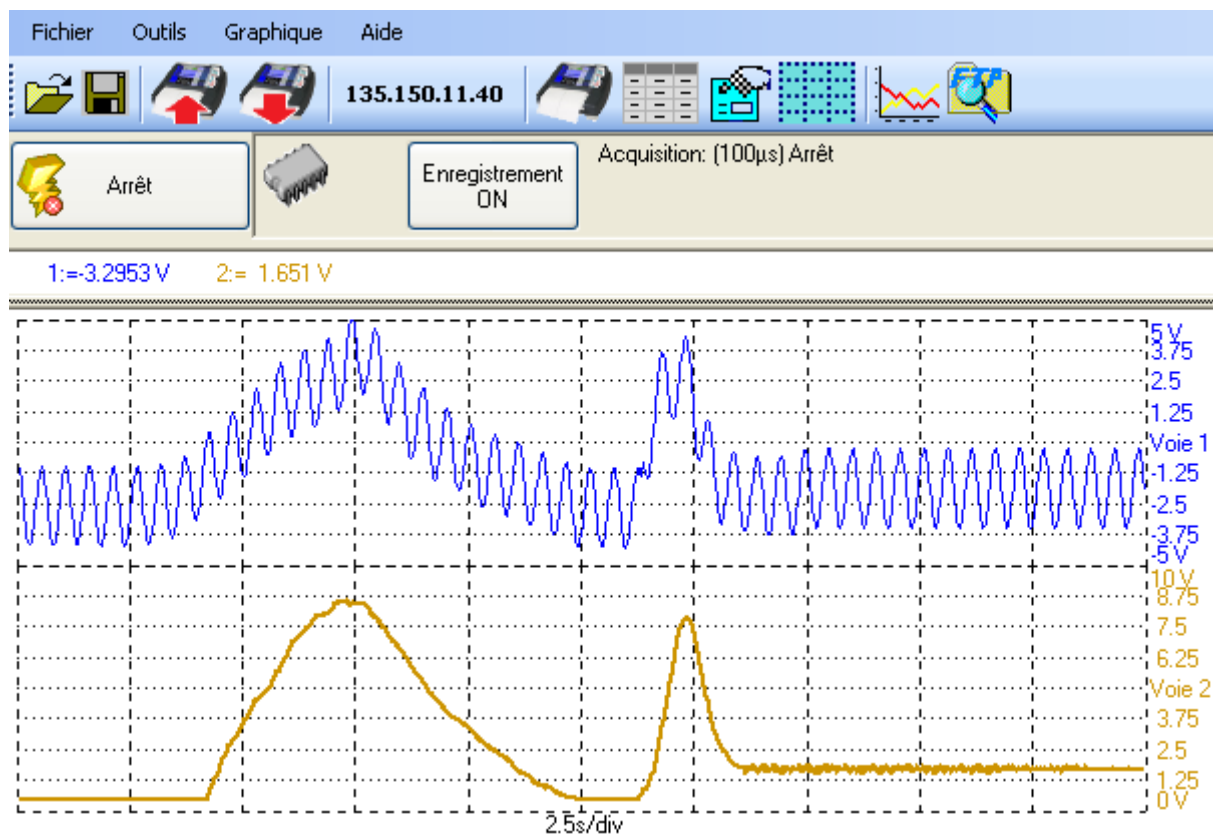 Fichier Outils Graphique Aide
135.150.11.40
FTP
Arrêt
Enregistrement
ON
Acquisition: (100µs) Arrêt
1:=-3.2953 V 2:= 1.651 V
5 V
3.75
2.5
1.25
Voie 1
-1.25
-2.5
-3.75
-5 V
10 V
8.75
7.5
6.25
Voie 2
3.75
2.5
1.25
0 V
2.5s/div